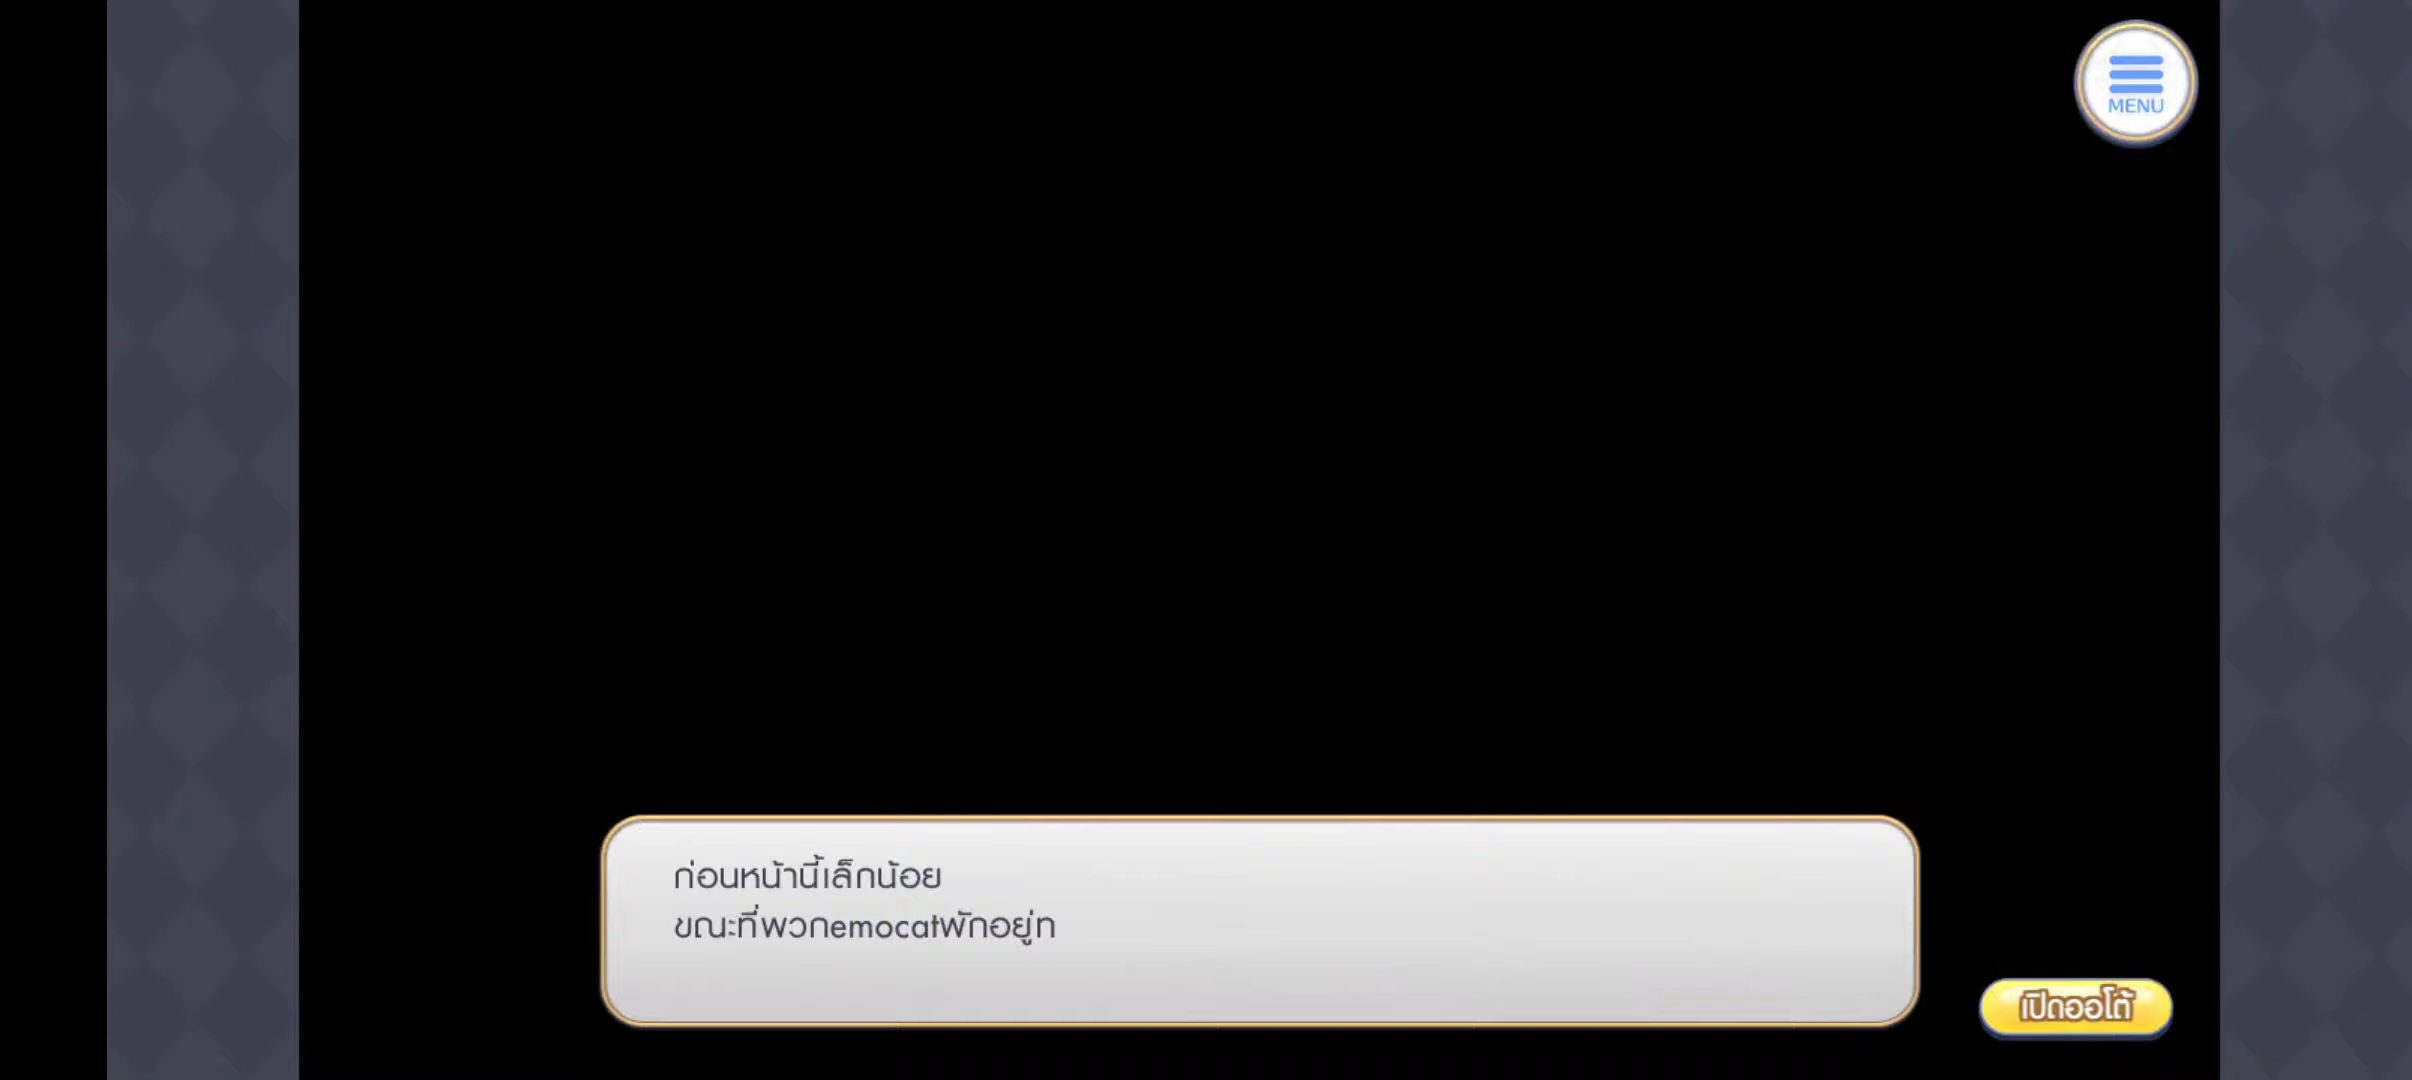 MENU
ก่อนหน้านี้เล็กน้อย
ขณะที่พวกemocatพักอยู่ท
เปิดออโต้